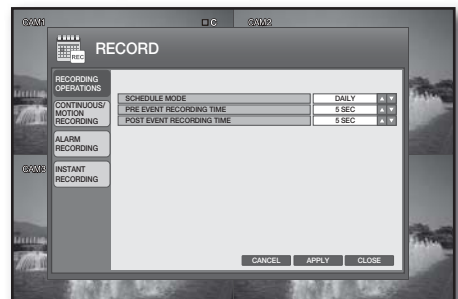 CAM1 C CAM2
REC RECORD
RECORDING
OPERATIONS
SCHEDULE MODE DAILY
PRE EVENT RECORDING TIME 5 SEC
POST EVENT RECORDING TIME 5 SEC
CONTINUOUS/
MOTION
RECORDING
ALARM
RECORDING
CAM3
INSTANT
RECORDING
CANCEL APPLY CLOSE